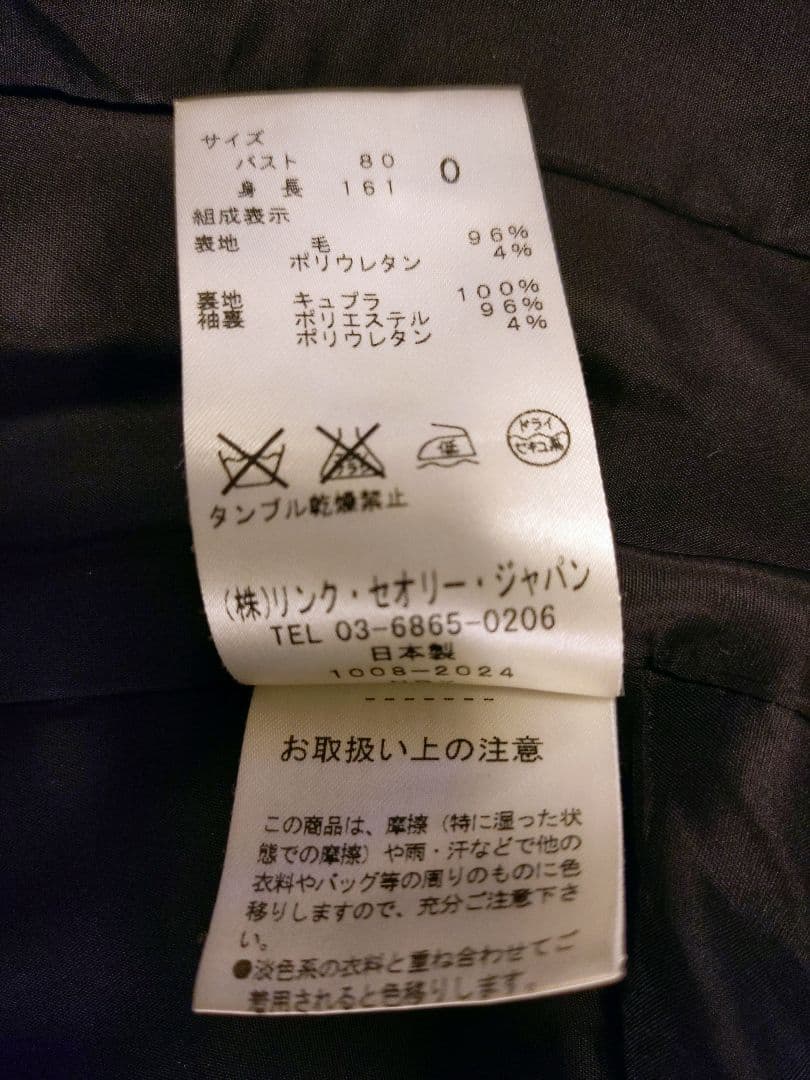 サイズ
バスト 80 0
身長 161
組成表示
表地 毛 96%
ポリウレタン 4%
裏地 キュプラ 100%
袖裏 ポリエステル 96%
ポリウレタン 4%
低
ドライ
セキユ系
タンブル乾燥禁止
(株)リンク・セオリー・ジャパン
TEL 03-6865-0206
日本製
1008-2024
-------
お取扱い上の注意
この商品は、摩擦(特に湿った状
態での摩擦)や雨・汗などで他の
衣料やバッグ等の周りのものに色
移りしますので、充分ご注意下さ
い。
●淡色系の衣料と重ね合わせてご
着用されると色移りします。